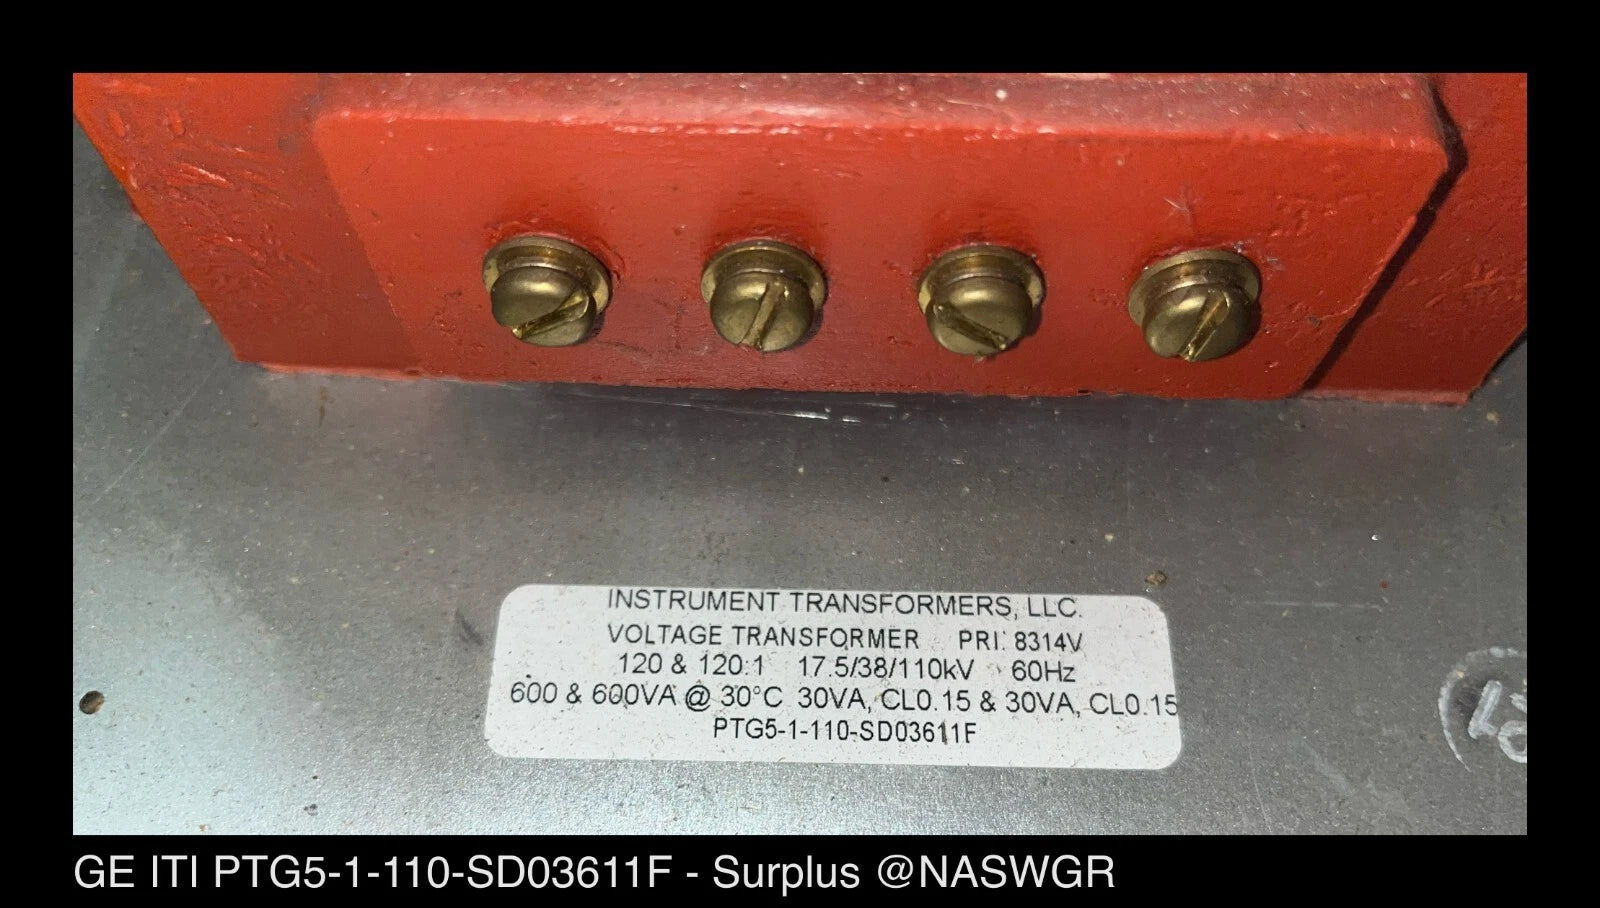 INSTRUMENT TRANSFORMERS, LLC.
VOLTAGE TRANSFORMER PRI: 8314V
120 & 120:1 17.5/38/110kV 60Hz
600 & 600VA @ 30°C 30VA, CL0.15 & 30VA, CL0.15
PTG5-1-110-SD03611F
GE ITI PTG5-1-110-SD03611F - Surplus @NASWGR